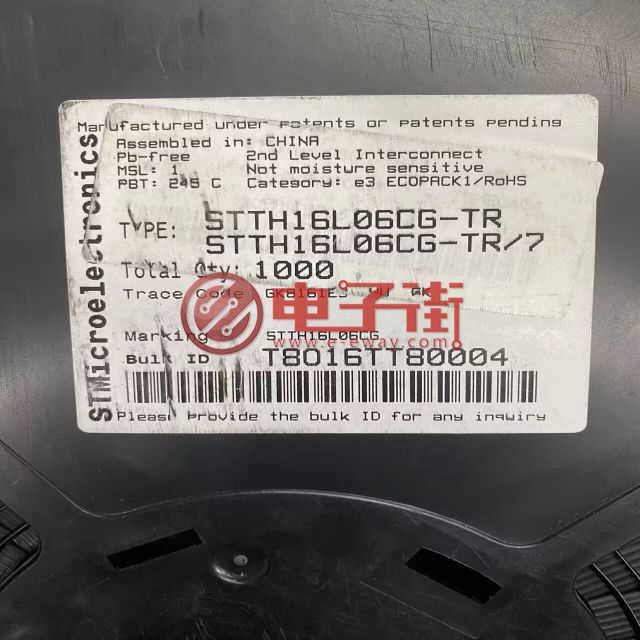 STMicroelectronics
Manufactured under Patents or Patents Pending
Assembled in: CHINA
Pb-free 2nd Level Interconnect
MSL: 1 Not moisture sensitive
PBT: 245 C Category: e3 ECOPACK1/RoHS
TYPE: STTH16L06CG-TR
STTH16L06CG-TR/7
Total Qty: 1000
Trace Code GK
Marking STTH16L06CG
Bulk ID T8016TT80004
Please Provide the bulk ID for any inquiry
电子街
www.e-eway.com